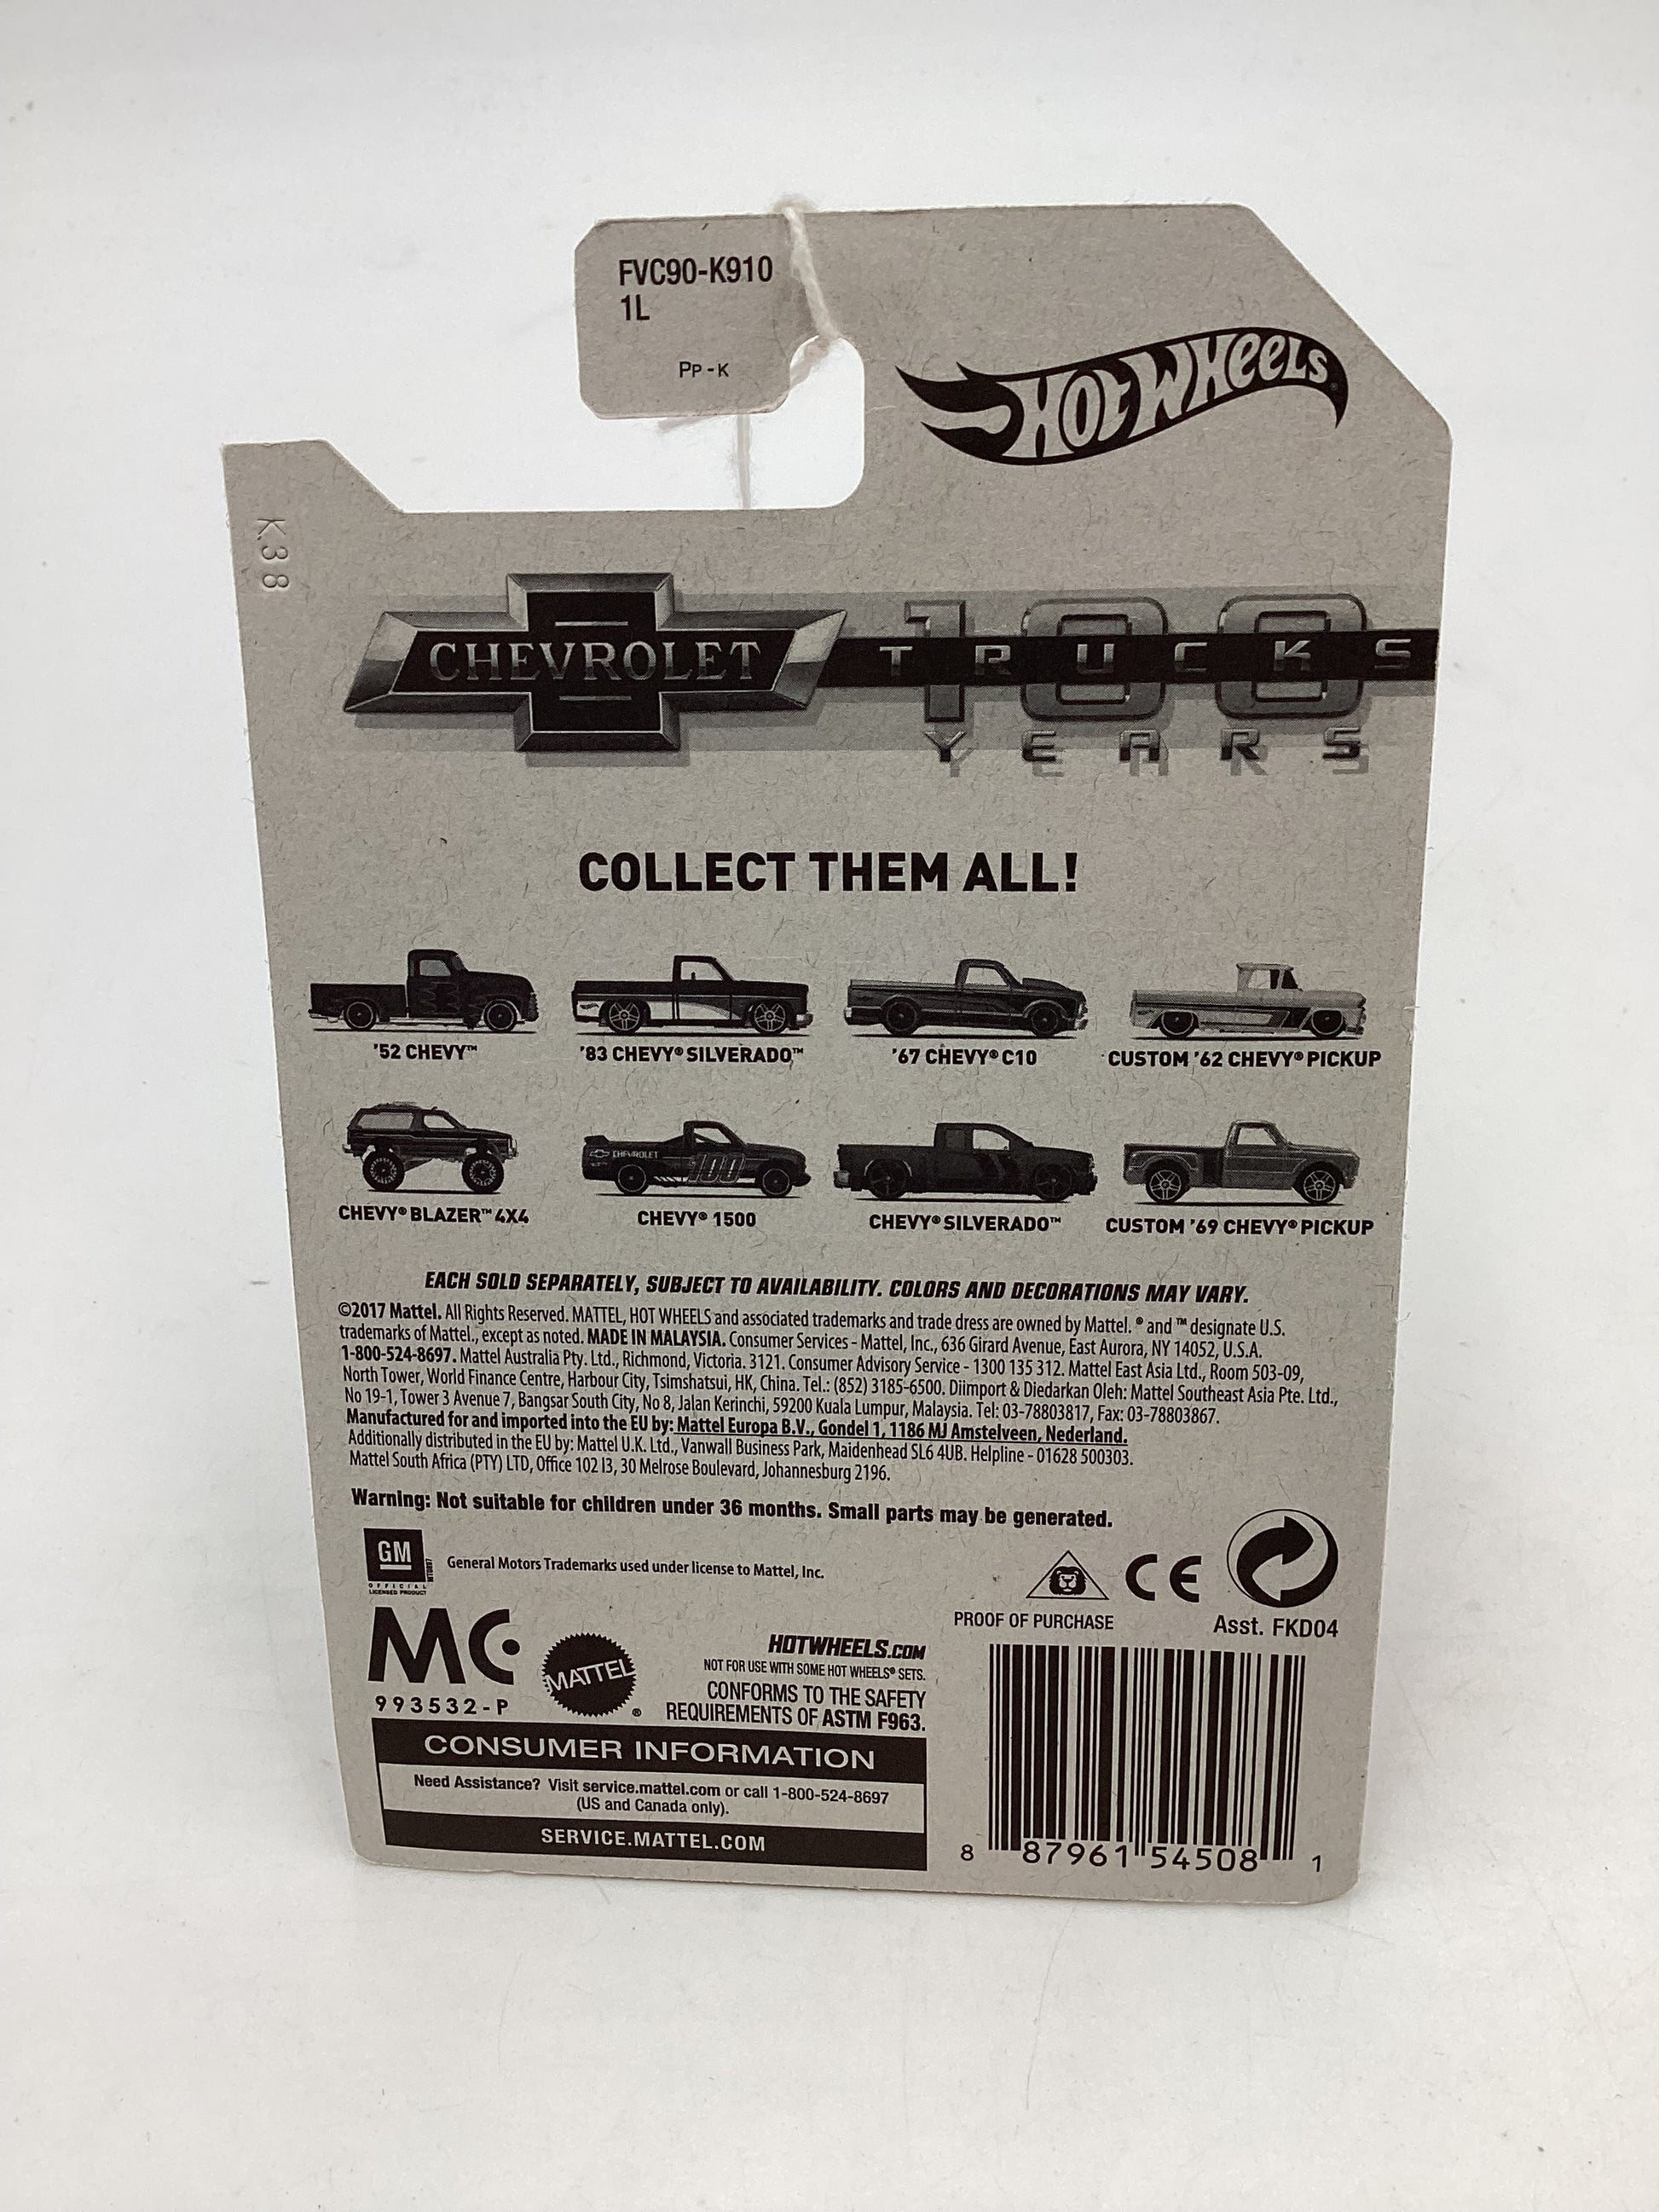 FVC90-K910
1L
PP-K
HOT WHEELS
K38
CHEVROLET TRUCKS
100
YEARS
COLLECT THEM ALL!
'52 CHEVY™ '83 CHEVY® SILVERADO™ '67 CHEVY® C10 CUSTOM '62 CHEVY® PICKUP
CHEVROLET 100
CHEVY® BLAZER™ 4X4 CHEVY® 1500 CHEVY® SILVERADO™ CUSTOM '69 CHEVY® PICKUP
EACH SOLD SEPARATELY, SUBJECT TO AVAILABILITY. COLORS AND DECORATIONS MAY VARY.
©2017 Mattel. All Rights Reserved. MATTEL, HOT WHEELS and associated trademarks and trade dress are owned by Mattel. ® and ™ designate U.S.
trademarks of Mattel., except as noted. MADE IN MALAYSIA. Consumer Services - Mattel, Inc., 636 Girard Avenue, East Aurora, NY 14052, U.S.A.
1-800-524-8697. Mattel Australia Pty. Ltd., Richmond, Victoria. 3121. Consumer Advisory Service - 1300 135 312. Mattel East Asia Ltd., Room 503-09,
North Tower, World Finance Centre, Harbour City, Tsimshatsui, HK, China. Tel.: (852) 3185-6500. Diimport & Diedarkan Oleh: Mattel Southeast Asia Pte. Ltd.,
No 19-1, Tower 3 Avenue 7, Bangsar South City, No 8, Jalan Kerinchi, 59200 Kuala Lumpur, Malaysia. Tel: 03-78803817, Fax: 03-78803867.
Manufactured for and imported into the EU by: Mattel Europa B.V., Gondel 1, 1186 MJ Amstelveen, Nederland.
Additionally distributed in the EU by: Mattel U.K. Ltd., Vanwall Business Park, Maidenhead SL6 4UB. Helpline - 01628 500303.
Mattel South Africa (PTY) LTD, Office 102 I3, 30 Melrose Boulevard, Johannesburg 2196.
Warning: Not suitable for children under 36 months. Small parts may be generated.
GM
OFFICIAL
LICENSED PRODUCT
General Motors Trademarks used under license to Mattel, Inc.
CE
PROOF OF PURCHASE
Asst. FKD04
MC
993532-P
MATTEL®
HOTWHEELS.COM
NOT FOR USE WITH SOME HOT WHEELS® SETS.
CONFORMS TO THE SAFETY
REQUIREMENTS OF ASTM F963.
CONSUMER INFORMATION
Need Assistance? Visit service.mattel.com or call 1-800-524-8697
(US and Canada only).
SERVICE.MATTEL.COM
8 87961 54508 1